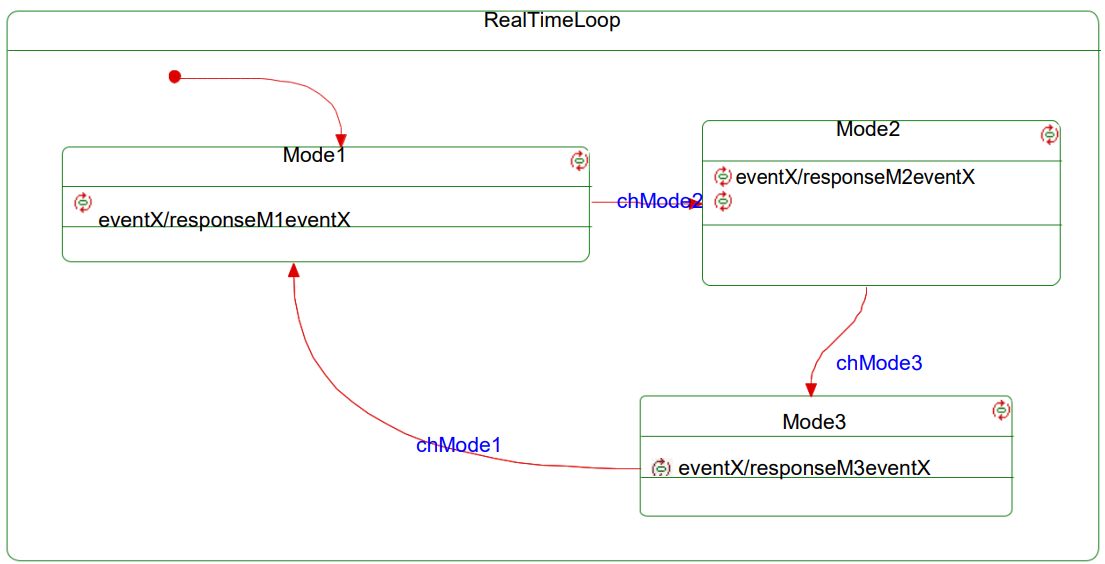 RealTimeLoop
Mode1
eventX/responseM1eventX
chMode2
Mode2
eventX/responseM2eventX
chMode3
Mode3
eventX/responseM3eventX
chMode1